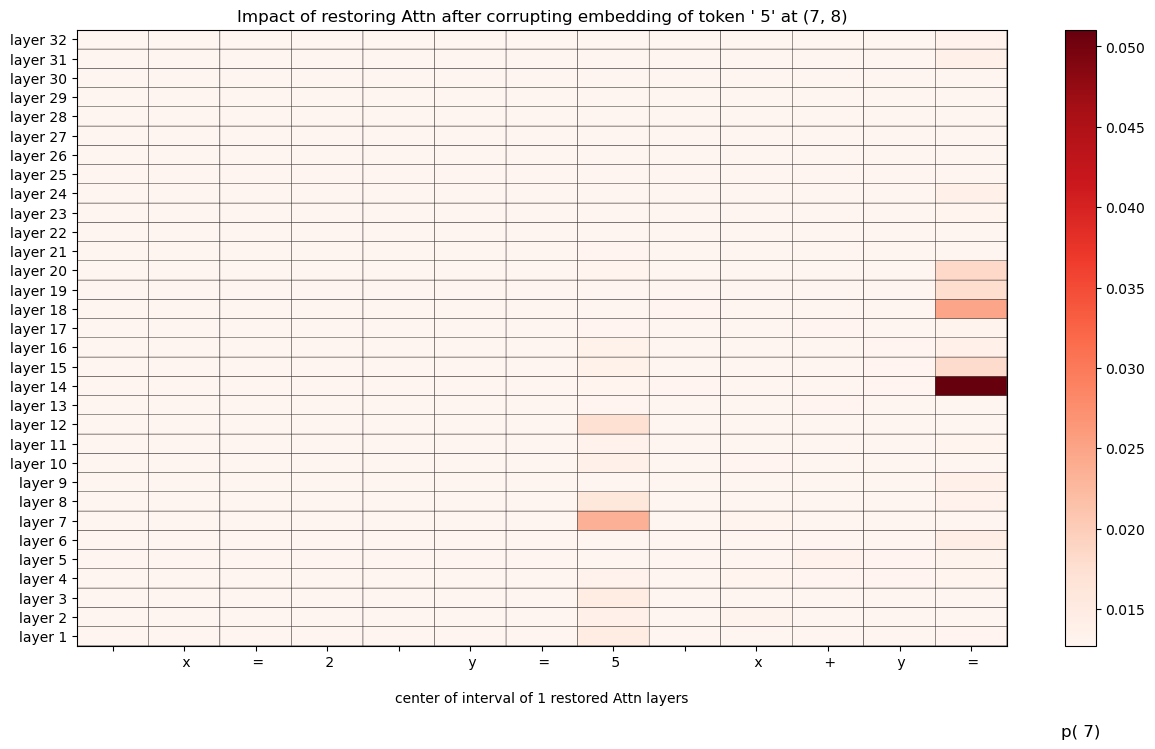 Impact of restoring Attn after corrupting embedding of token ' 5' at (7, 8)
layer 32
layer 31
layer 30
layer 29
layer 28
layer 27
layer 26
layer 25
layer 24
layer 23
layer 22
layer 21
layer 20
layer 19
layer 18
layer 17
layer 16
layer 15
layer 14
layer 13
layer 12
layer 11
layer 10
layer 9
layer 8
layer 7
layer 6
layer 5
layer 4
layer 3
layer 2
layer 1
x = 2 y = 5 x + y =
center of interval of 1 restored Attn layers
0.050
0.045
0.040
0.035
0.030
0.025
0.020
0.015
p( 7)